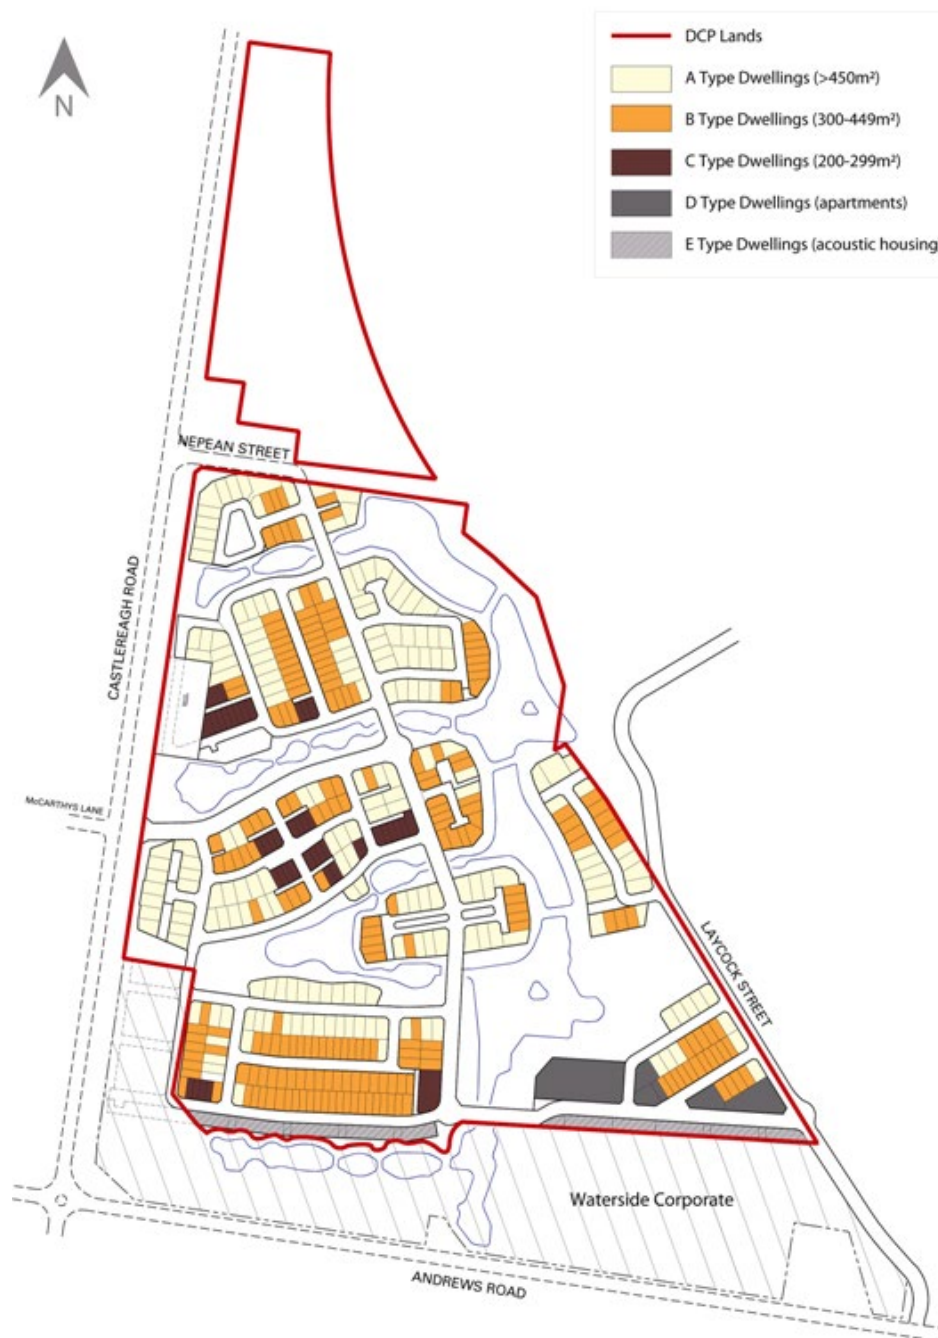 DCP Lands
A Type Dwellings (>450m²)
B Type Dwellings (300-449m²)
C Type Dwellings (200-299m²)
D Type Dwellings (apartments)
E Type Dwellings (acoustic housing
N
NEPEAN STREET
CASTLEREAGH ROAD
McCARTHYS LANE
LAYCOCK STREET
Waterside Corporate
ANDREWS ROAD